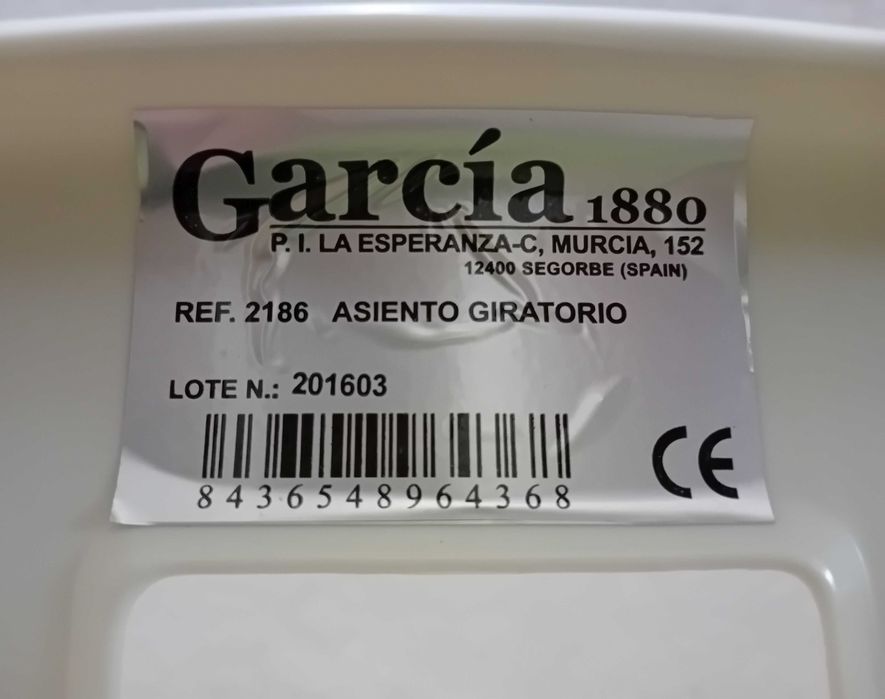 García 1880
P. I. LA ESPERANZA-C, MURCIA, 152
12400 SEGORBE (SPAIN)
REF. 2186 ASIENTO GIRATORIO
LOTE N.: 201603
8436548964368
CE